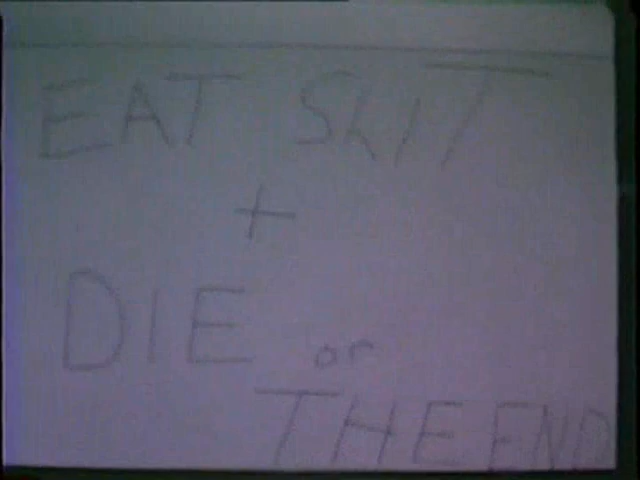 EAT ShIT
+
DIE or
THE END